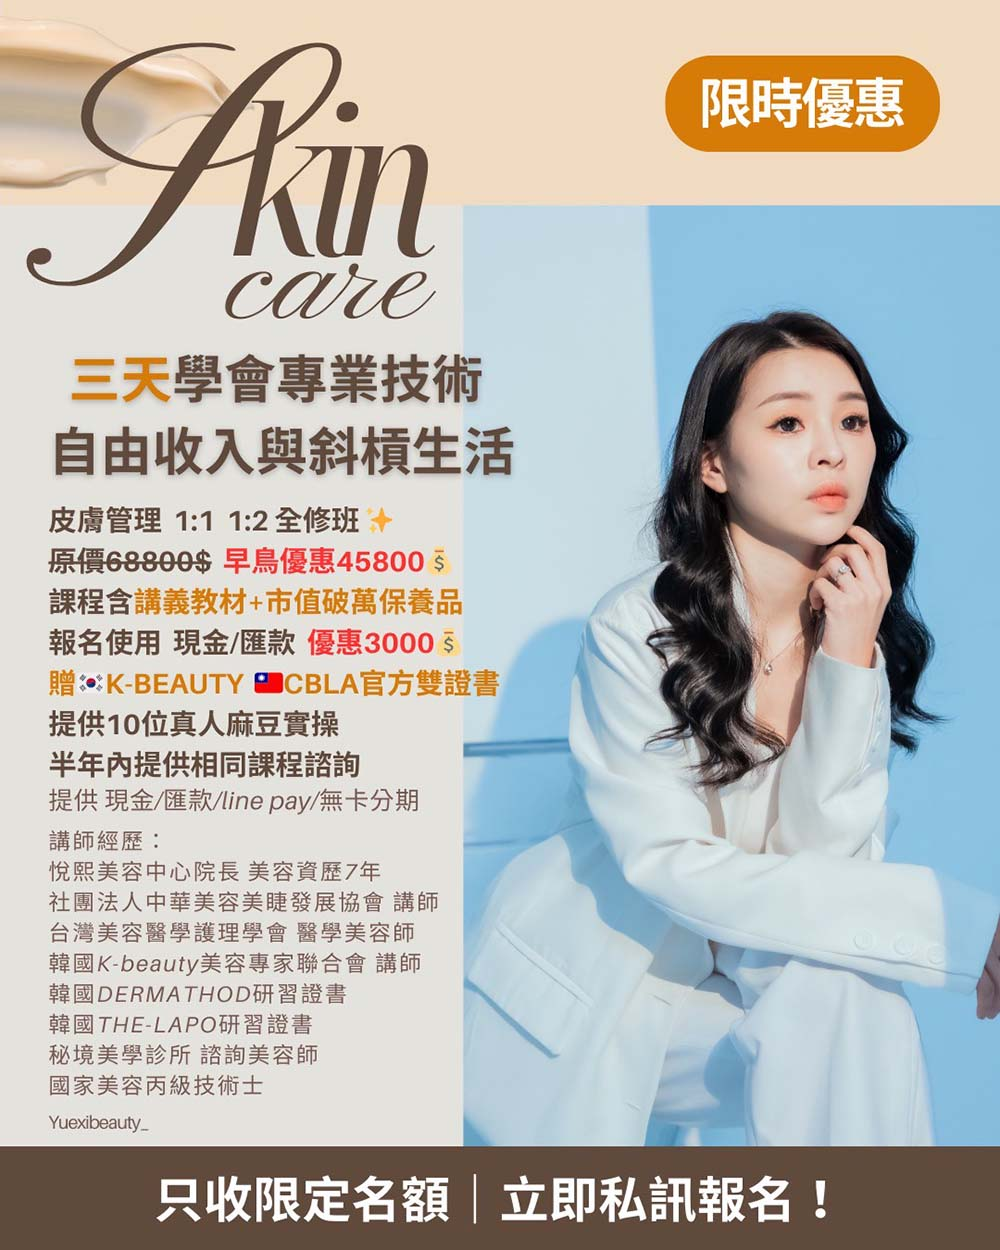 Skin
care
限時優惠
三天學會專業技術
自由收入與斜槓生活
皮膚管理 1:1 1:2 全修班✨
原價68800$ 早鳥優惠45800💰
課程含講義教材+市值破萬保養品
報名使用 現金/匯款 優惠3000💰
贈🇰🇷K-BEAUTY 🇹🇼CBLA官方雙證書
提供10位真人麻豆實操
半年內提供相同課程諮詢
提供 現金/匯款/line pay/無卡分期
講師經歷：
悅熙美容中心院長 美容資歷7年
社團法人中華美容美睫發展協會 講師
台灣美容醫學護理學會 醫學美容師
韓國K-beauty美容專家聯合會 講師
韓國DERMATHOD研習證書
韓國THE-LAPO研習證書
秘境美學診所 諮詢美容師
國家美容丙級技術士
Yuexibeauty_
只收限定名額｜立即私訊報名！